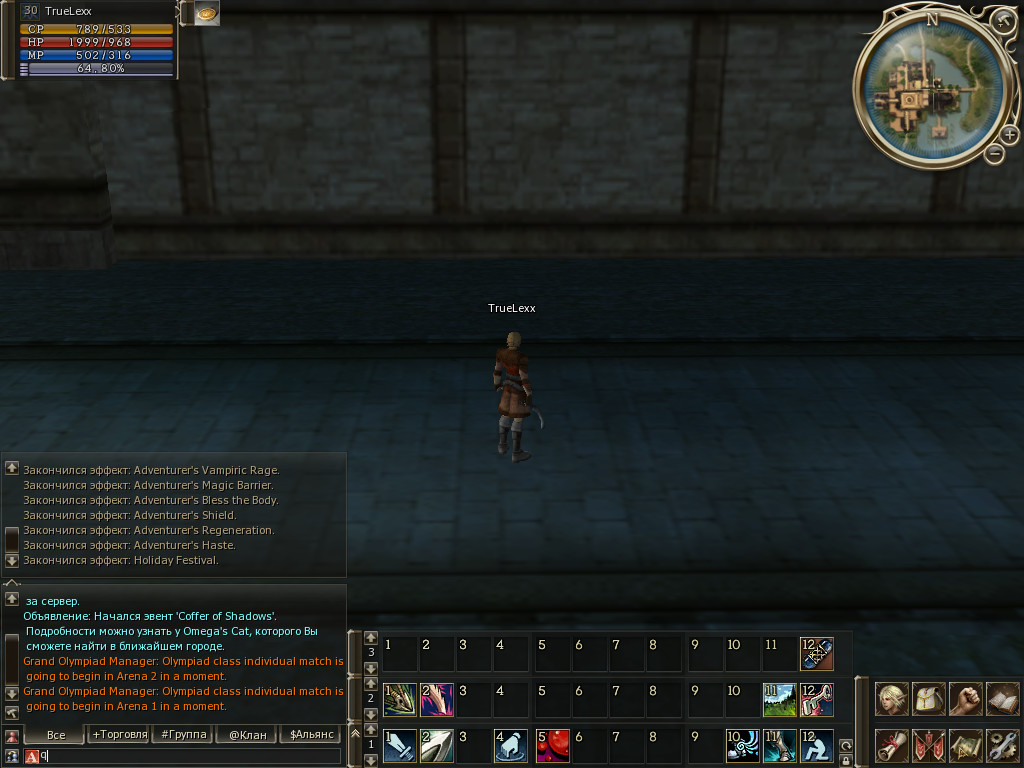 30 TrueLexx
CP 789/533
HP 1999/968
MP 502/316
64., 80%
N
TrueLexx
Закончился эффект: Adventurer's Vampiric Rage.
Закончился эффект: Adventurer's Magic Barrier.
Закончился эффект: Adventurer's Bless the Body.
Закончился эффект: Adventurer's Shield.
Закончился эффект: Adventurer's Regeneration.
Закончился эффект: Adventurer's Haste.
Закончился эффект: Holiday Festival.
за сервер.
Объявление: Начался эвент 'Coffer of Shadows'.
Подробности можно узнать у Omega's Cat, которого Вы
сможете найти в ближайшем городе.
Grand Olympiad Manager: Olympiad class individual match is
going to begin in Arena 2 in a moment.
Grand Olympiad Manager: Olympiad class individual match is
going to begin in Arena 1 in a moment.
Все +Торговля #Группа @Клан $Альянс
A q
3 1 2 3 4 5 6 7 8 9 10 11 12
2 1 2 3 4 5 6 7 8 9 10 11 12
1 1 2 3 4 5 6 7 8 9 10 11 12